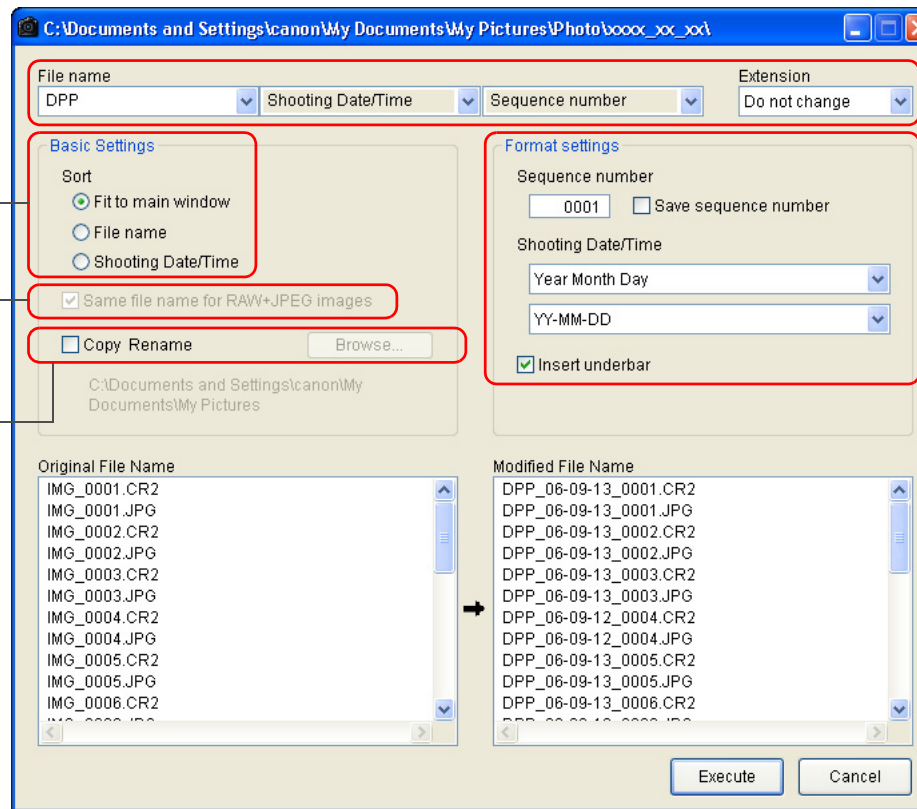 C:\Documents and Settings\canon\My Documents\My Pictures\Photo\xxxx_xx_xx\
File name
Extension
DPP
Shooting Date/Time
Sequence number
Do not change
Basic Settings
Sort
Fit to main window
File name
Shooting Date/Time
Same file name for RAW+JPEG images
Copy Rename
Browse...
C:\Documents and Settings\canon\My
Documents\My Pictures
Format settings
Sequence number
0001
Save sequence number
Shooting Date/Time
Year Month Day
YY-MM-DD
Insert underbar
Original File Name
IMG_0001.CR2
IMG_0001.JPG
IMG_0002.CR2
IMG_0002.JPG
IMG_0003.CR2
IMG_0003.JPG
IMG_0004.CR2
IMG_0004.JPG
IMG_0005.CR2
IMG_0005.JPG
IMG_0006.CR2
Modified File Name
DPP_06-09-13_0001.CR2
DPP_06-09-13_0001.JPG
DPP_06-09-13_0002.CR2
DPP_06-09-13_0002.JPG
DPP_06-09-13_0003.CR2
DPP_06-09-13_0003.JPG
DPP_06-09-12_0004.CR2
DPP_06-09-12_0004.JPG
DPP_06-09-13_0005.CR2
DPP_06-09-13_0005.JPG
DPP_06-09-13_0006.CR2
Execute
Cancel